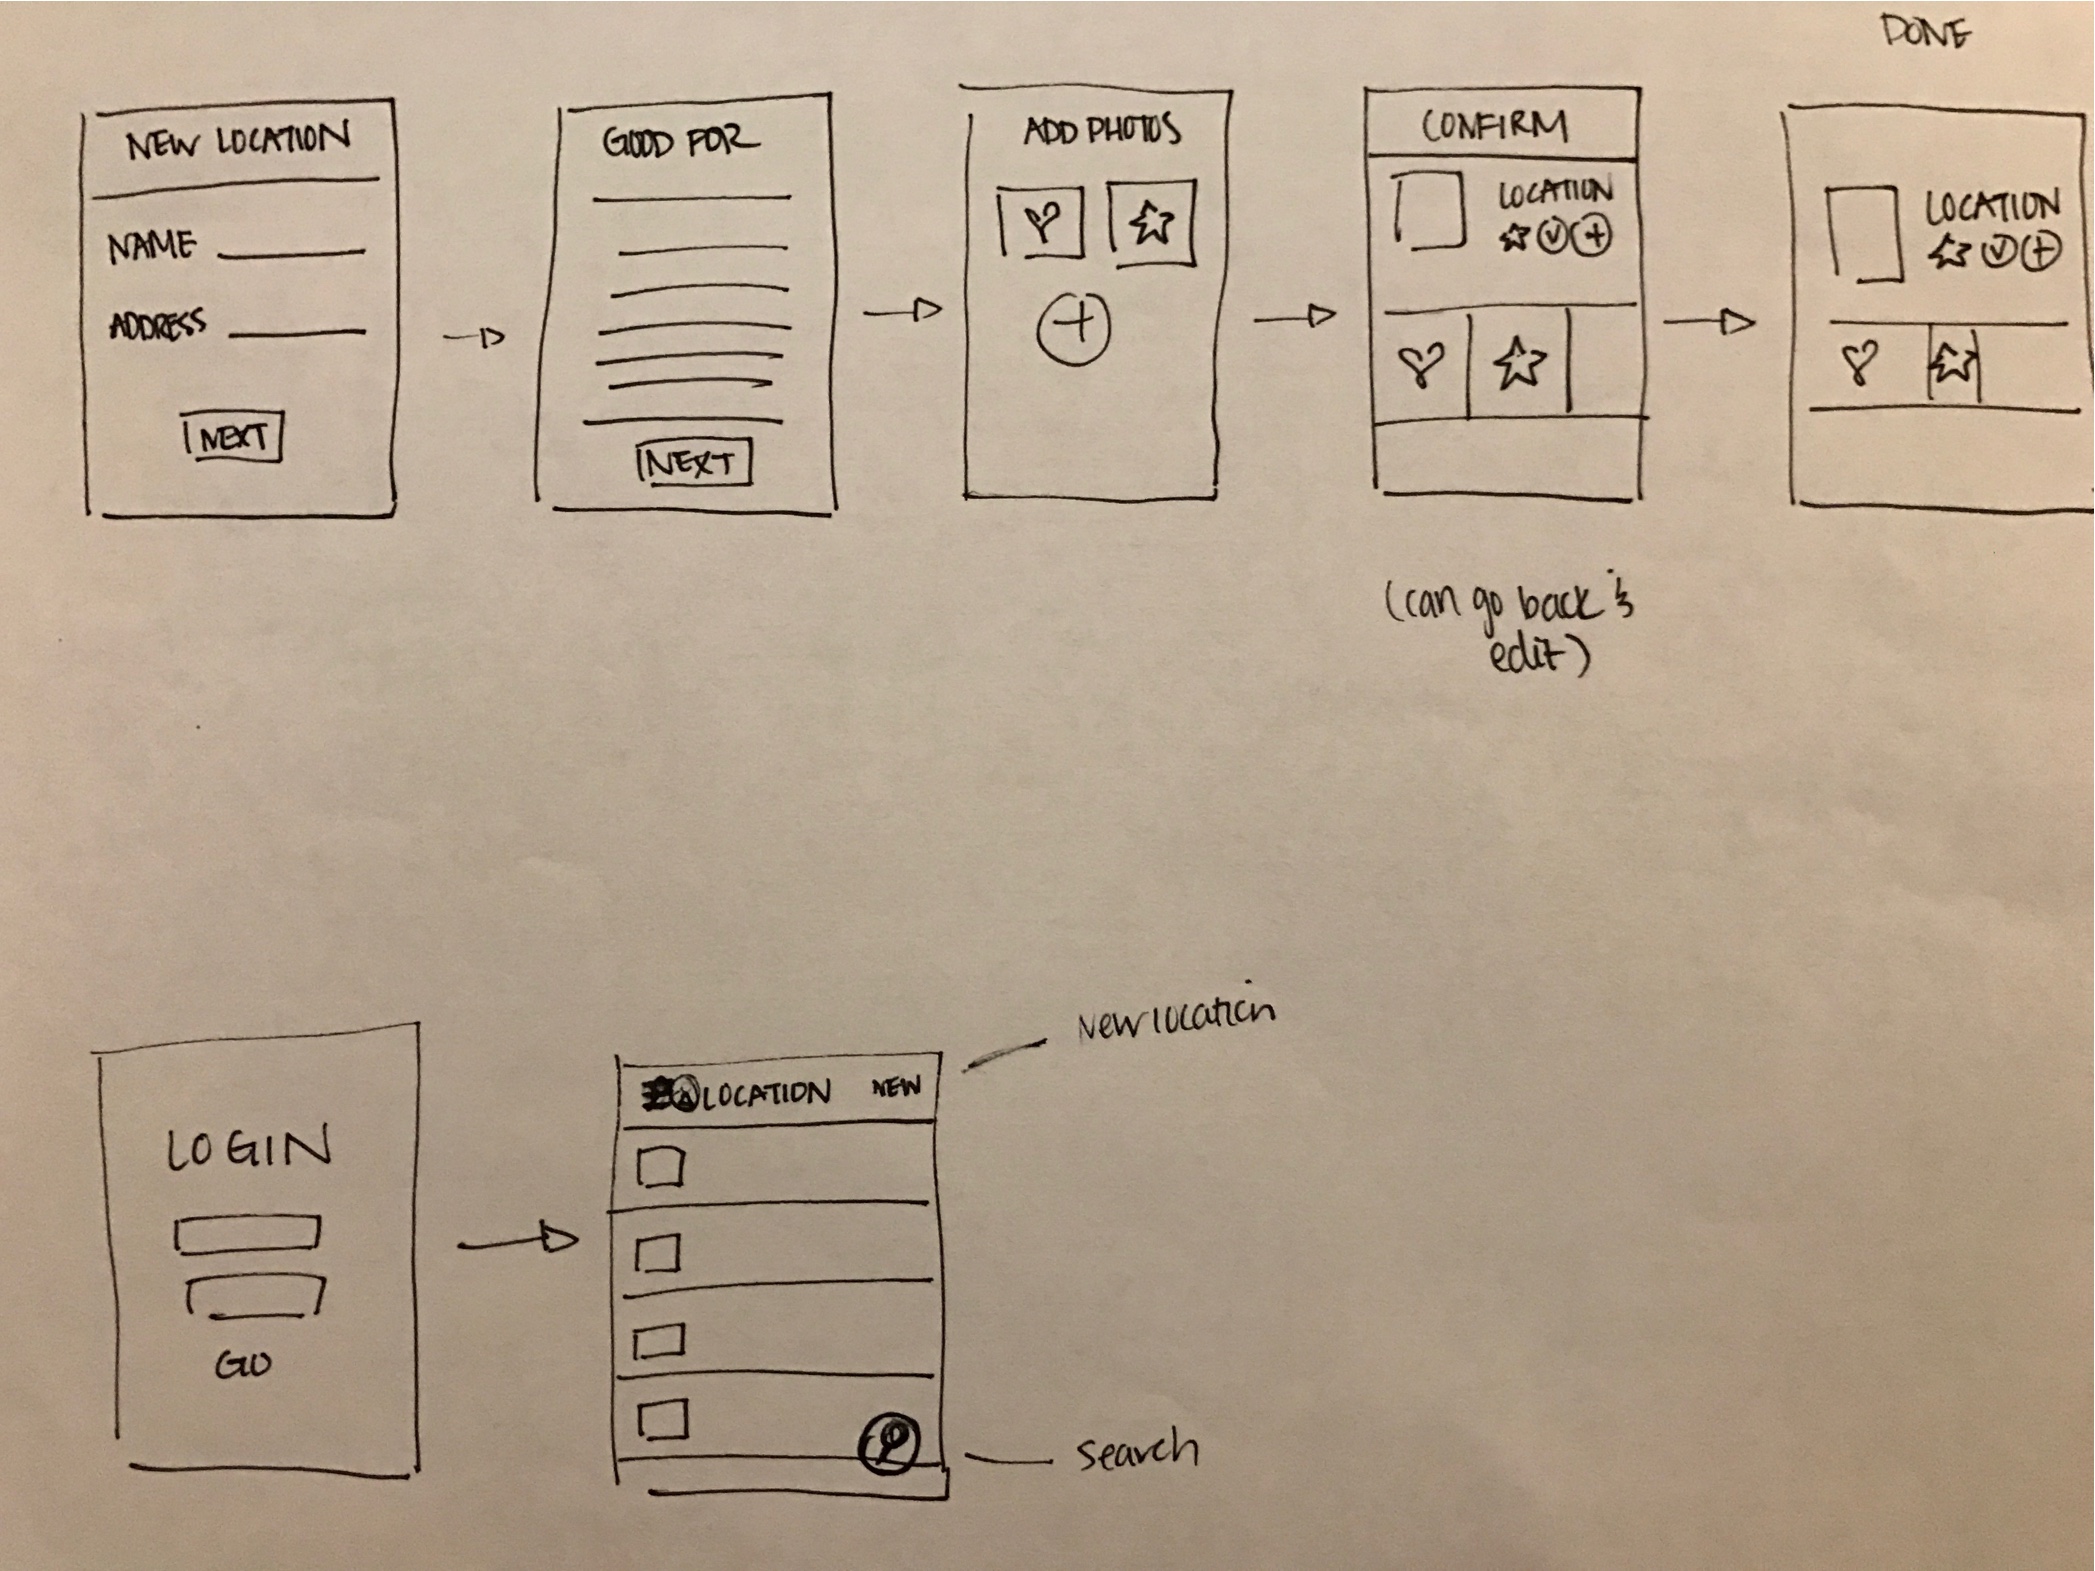 DONE
NEW LOCATION
NAME
ADDRESS
NEXT
GOOD FOR
NEXT
ADD PHOTOS
CONFIRM
LOCATION
(can go back &
edit)
LOCATION
LOGIN
GO
LOCATION NEW
New location
search